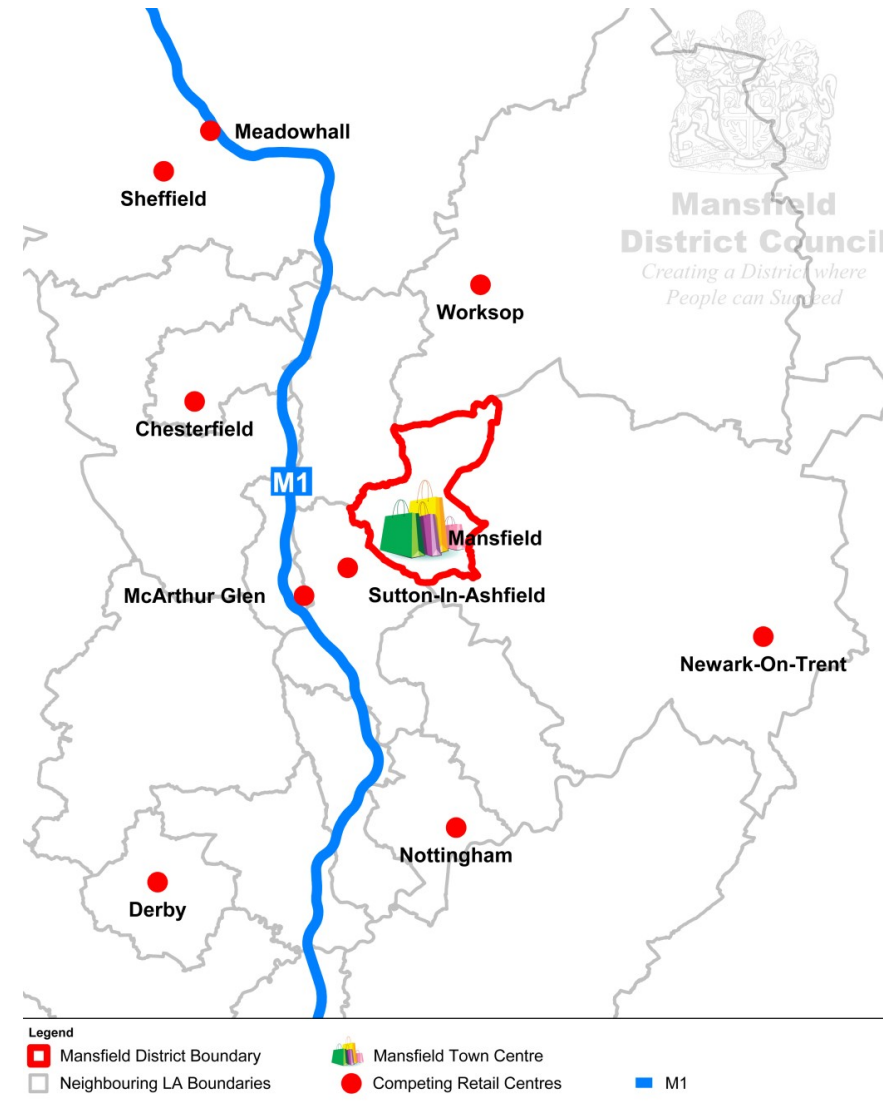 Meadowhall
Sheffield
Mansfield
District Council
Creating a District where
People can Succeed
Worksop
Chesterfield
M1
Mansfield
McArthur Glen
Sutton-In-Ashfield
Newark-On-Trent
Nottingham
Derby
Legend
Mansfield District Boundary
Mansfield Town Centre
Neighbouring LA Boundaries
Competing Retail Centres
M1